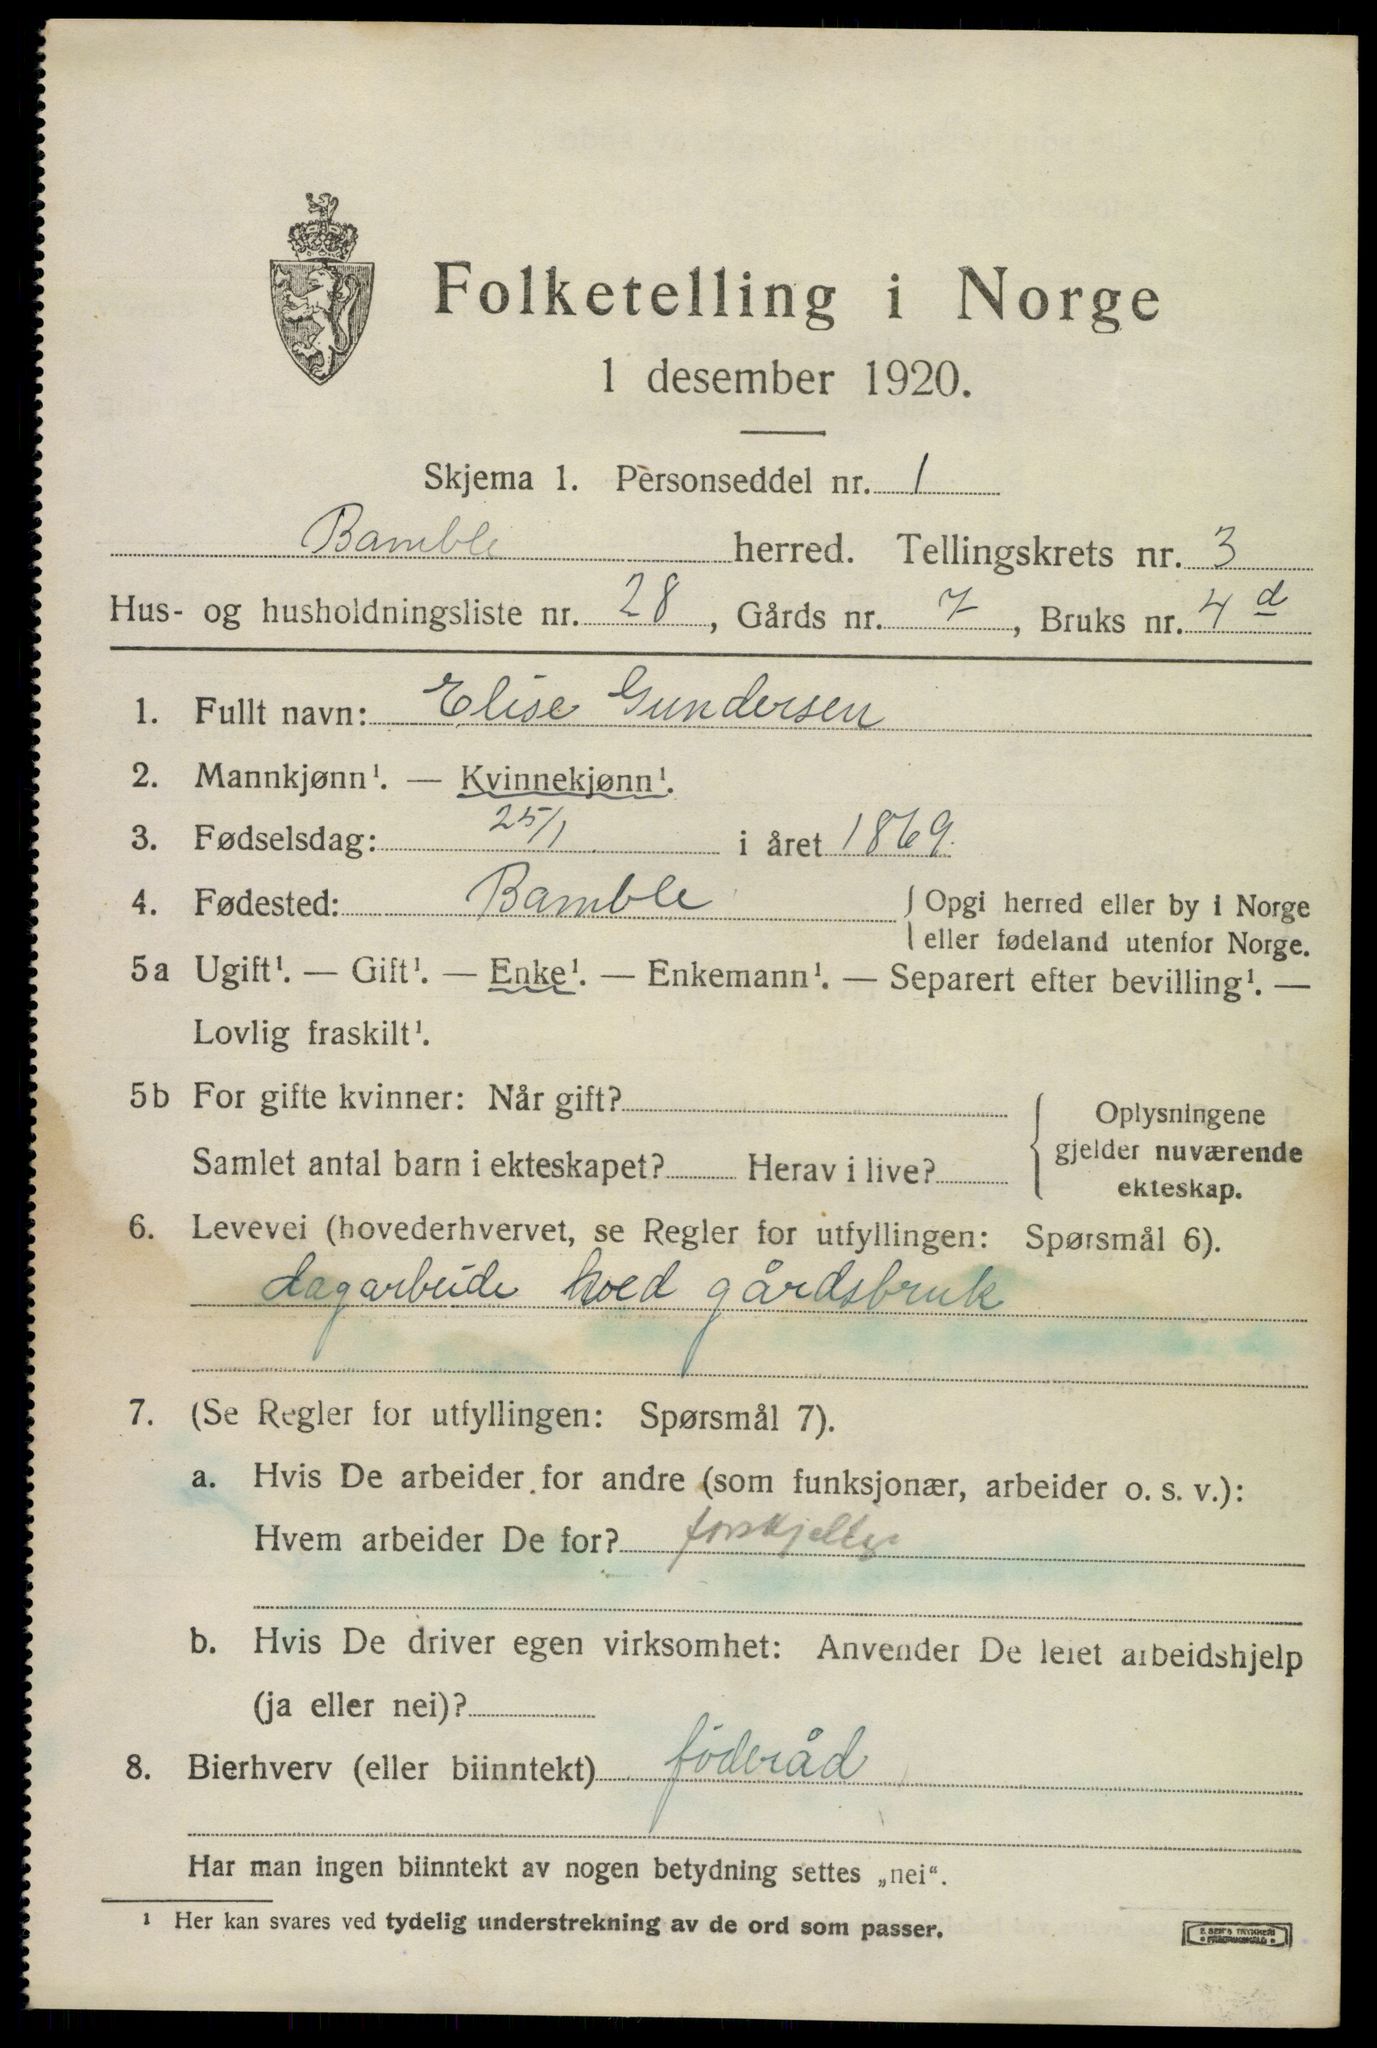 Folketelling i Norge
1 desember 1920.
Skjema 1. Personseddel nr. 1
Bamble herred. Tellingskrets nr. 3
Hus- og husholdningsliste nr. 28, Gårds nr. 7, Bruks nr. 4 d
1. Fullt navn: Elise Gundersen
2. Mannkjønn¹. — Kvinnekjønn¹.
3. Fødselsdag: 25/1 i året 1869.
4. Fødested: Bamble { Opgi herred eller by i Norge
eller fødeland utenfor Norge.
5a Ugift¹. — Gift¹. — Enke¹. — Enkemann¹. — Separert efter bevilling¹. —
Lovlig fraskilt¹.
5b For gifte kvinner: Når gift? { Oplysningene
gjelder nuværende
ekteskap.
Samlet antal barn i ekteskapet? Herav i live?
6. Levevei (hovederhvervet, se Regler for utfyllingen: Spørsmål 6).
dagarbeide gårdsbruk
7. (Se Regler for utfyllingen: Spørsmål 7).
a. Hvis De arbeider for andre (som funksjonær, arbeider o. s. v.):
Hvem arbeider De for? forskjellige
b. Hvis De driver egen virksomhet: Anvender De leiet arbeidshjelp
(ja eller nei)?
8. Bierhverv (eller biinntekt) föderåd
Har man ingen biinntekt av nogen betydning settes „nei“.
¹ Her kan svares ved tydelig understrekning av de ord som passer.